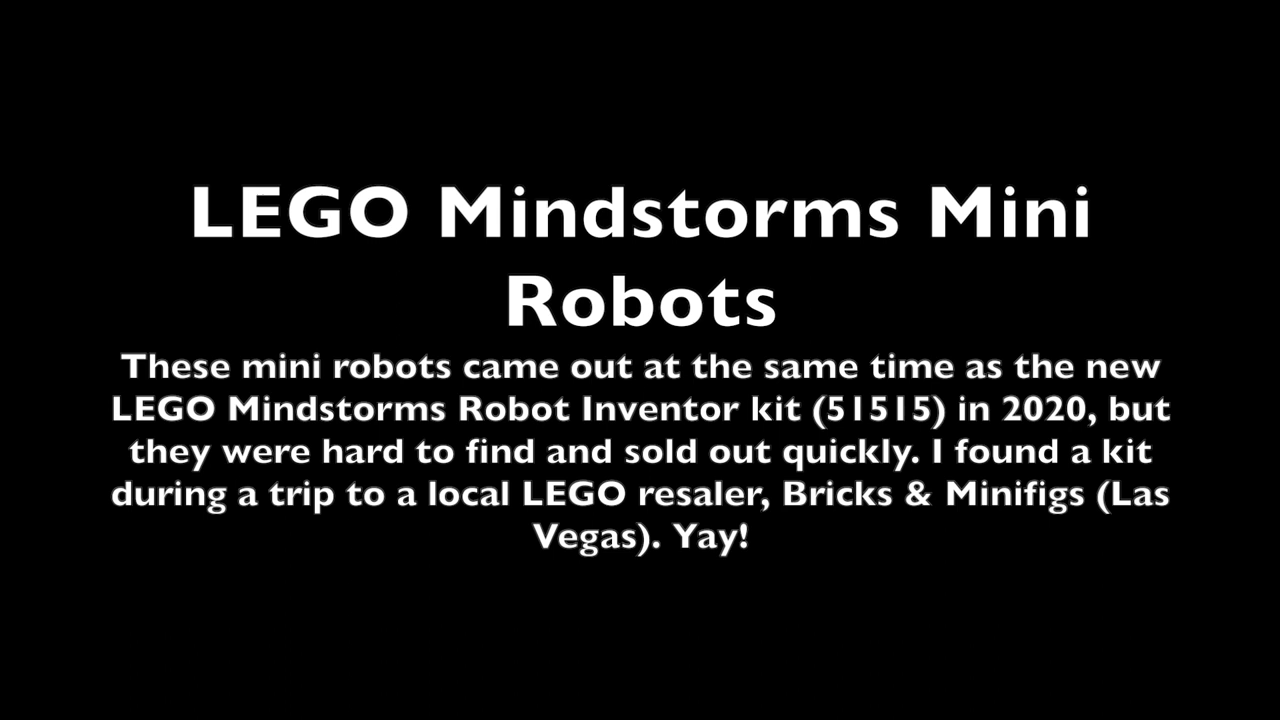 LEGO Mindstorms Mini
Robots
These mini robots came out at the same time as the new
LEGO Mindstorms Robot Inventor kit (51515) in 2020, but
they were hard to find and sold out quickly. I found a kit
during a trip to a local LEGO resaler, Bricks & Minifigs (Las
Vegas). Yay!